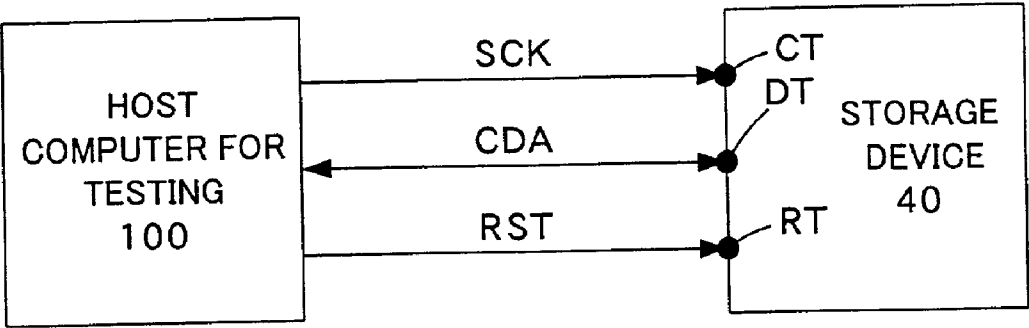 HOST
COMPUTER FOR
TESTING
100
SCK
CDA
RST
CT
DT
RT
STORAGE
DEVICE
40